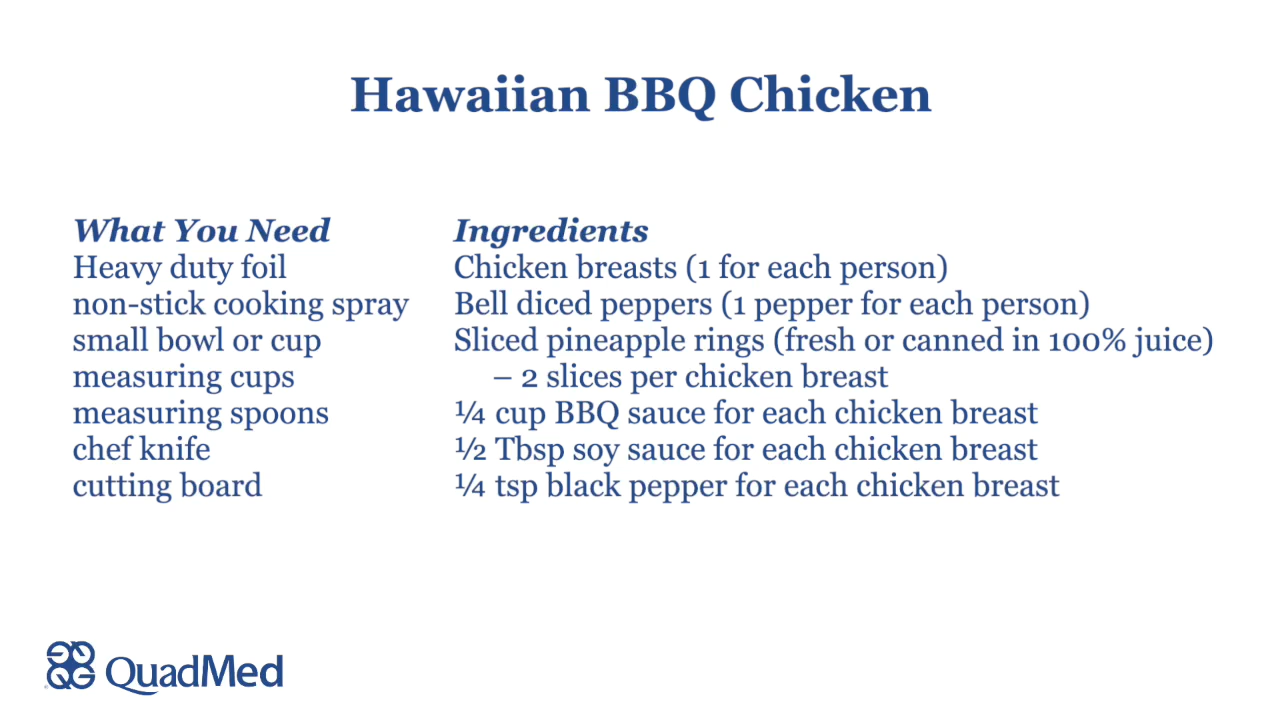 Hawaiian BBQ Chicken
What You Need
Heavy duty foil
non-stick cooking spray
small bowl or cup
measuring cups
measuring spoons
chef knife
cutting board
Ingredients
Chicken breasts (1 for each person)
Bell diced peppers (1 pepper for each person)
Sliced pineapple rings (fresh or canned in 100% juice)
– 2 slices per chicken breast
¼ cup BBQ sauce for each chicken breast
½ Tbsp soy sauce for each chicken breast
¼ tsp black pepper for each chicken breast
QuadMed